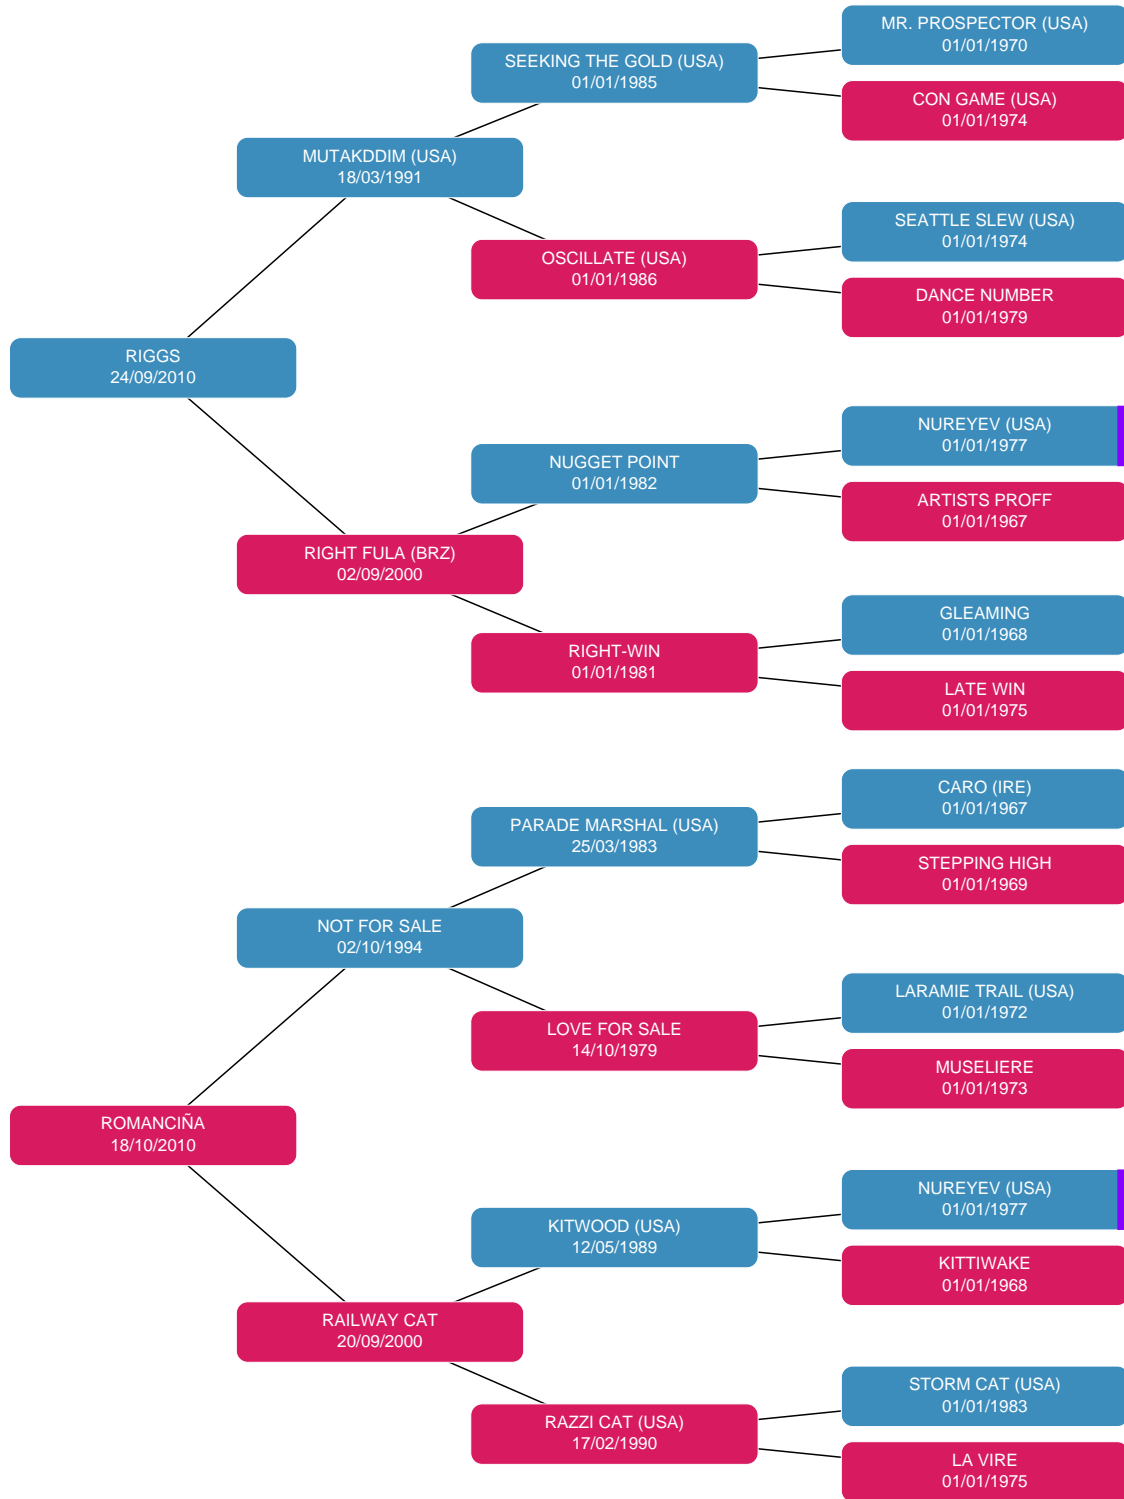 MR. PROSPECTOR (USA)
01/01/1970
SEEKING THE GOLD (USA)
01/01/1985
CON GAME (USA)
01/01/1974
MUTAKDDIM (USA)
18/03/1991
SEATTLE SLEW (USA)
01/01/1974
OSCILLATE (USA)
01/01/1986
DANCE NUMBER
01/01/1979
RIGGS
24/09/2010
NUREYEV (USA)
01/01/1977
NUGGET POINT
01/01/1982
ARTISTS PROFF
01/01/1967
RIGHT FULA (BRZ)
02/09/2000
GLEAMING
01/01/1968
RIGHT-WIN
01/01/1981
LATE WIN
01/01/1975
CARO (IRE)
01/01/1967
PARADE MARSHAL (USA)
25/03/1983
STEPPING HIGH
01/01/1969
NOT FOR SALE
02/10/1994
LARAMIE TRAIL (USA)
01/01/1972
LOVE FOR SALE
14/10/1979
MUSELIERE
01/01/1973
ROMANCIÑA
18/10/2010
NUREYEV (USA)
01/01/1977
KITWOOD (USA)
12/05/1989
KITTIWAKE
01/01/1968
RAILWAY CAT
20/09/2000
STORM CAT (USA)
01/01/1983
RAZZI CAT (USA)
17/02/1990
LA VIRE
01/01/1975